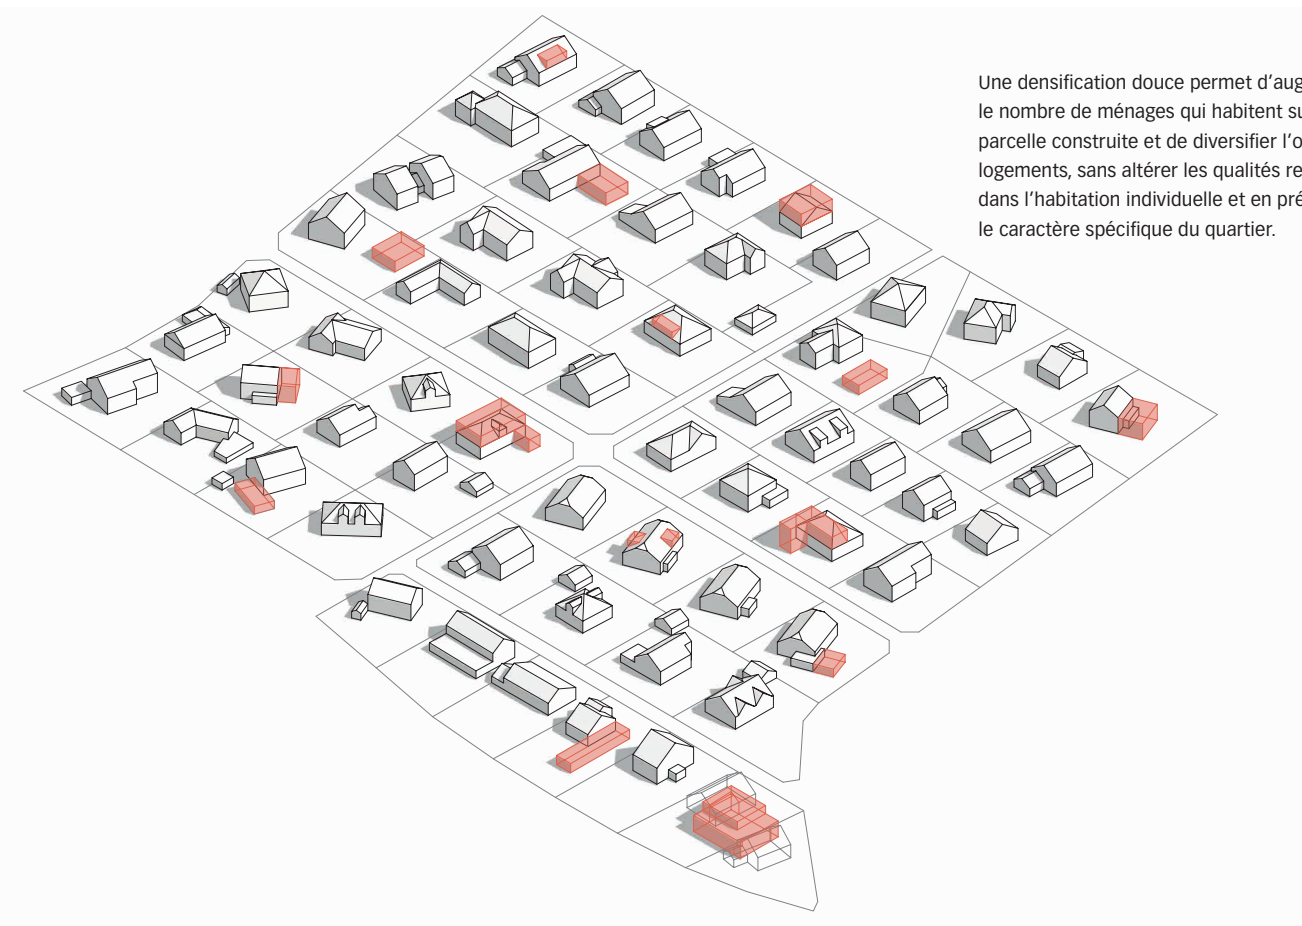 Une densification douce permet d'aug
le nombre de ménages qui habitent su
parcelle construite et de diversifier l'o
logements, sans altérer les qualités re
dans l'habitation individuelle et en pré
le caractère spécifique du quartier.